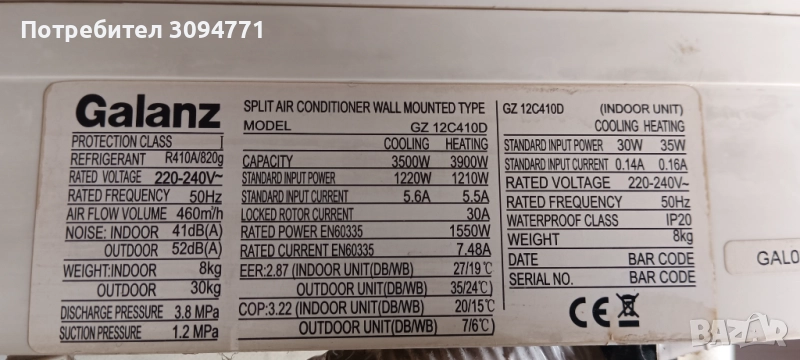 Потребител 3094771
Galanz
PROTECTION CLASS I
REFRIGERANT R410A/820g
RATED VOLTAGE 220-240V~
RATED FREQUENCY 50Hz
AIR FLOW VOLUME 460m³/h
NOISE: INDOOR 41dB(A)
OUTDOOR 52dB(A)
WEIGHT: INDOOR 8kg
OUTDOOR 30kg
DISCHARGE PRESSURE 3.8 MPa
SUCTION PRESSURE 1.2 MPa
SPLIT AIR CONDITIONER WALL MOUNTED TYPE
MODEL GZ 12C410D
COOLING HEATING
CAPACITY 3500W 3900W
STANDARD INPUT POWER 1220W 1210W
STANDARD INPUT CURRENT 5.6A 5.5A
LOCKED ROTOR CURRENT 30A
RATED POWER EN60335 1550W
RATED CURRENT EN60335 7.48A
EER:2.87 (INDOOR UNIT(DB/WB) 27/19℃
OUTDOOR UNIT(DB/WB) 35/24℃)
COP:3.22 (INDOOR UNIT(DB/WB) 20/15℃
OUTDOOR UNIT(DB/WB) 7/6℃)
GZ 12C410D (INDOOR UNIT)
COOLING HEATING
STANDARD INPUT POWER 30W 35W
STANDARD INPUT CURRENT 0.14A 0.16A
RATED VOLTAGE 220-240V~
RATED FREQUENCY 50Hz
WATERPROOF CLASS IP20
WEIGHT 8kg
DATE BAR CODE
SERIAL NO. BAR CODE
CE
GAL0
BAZAR